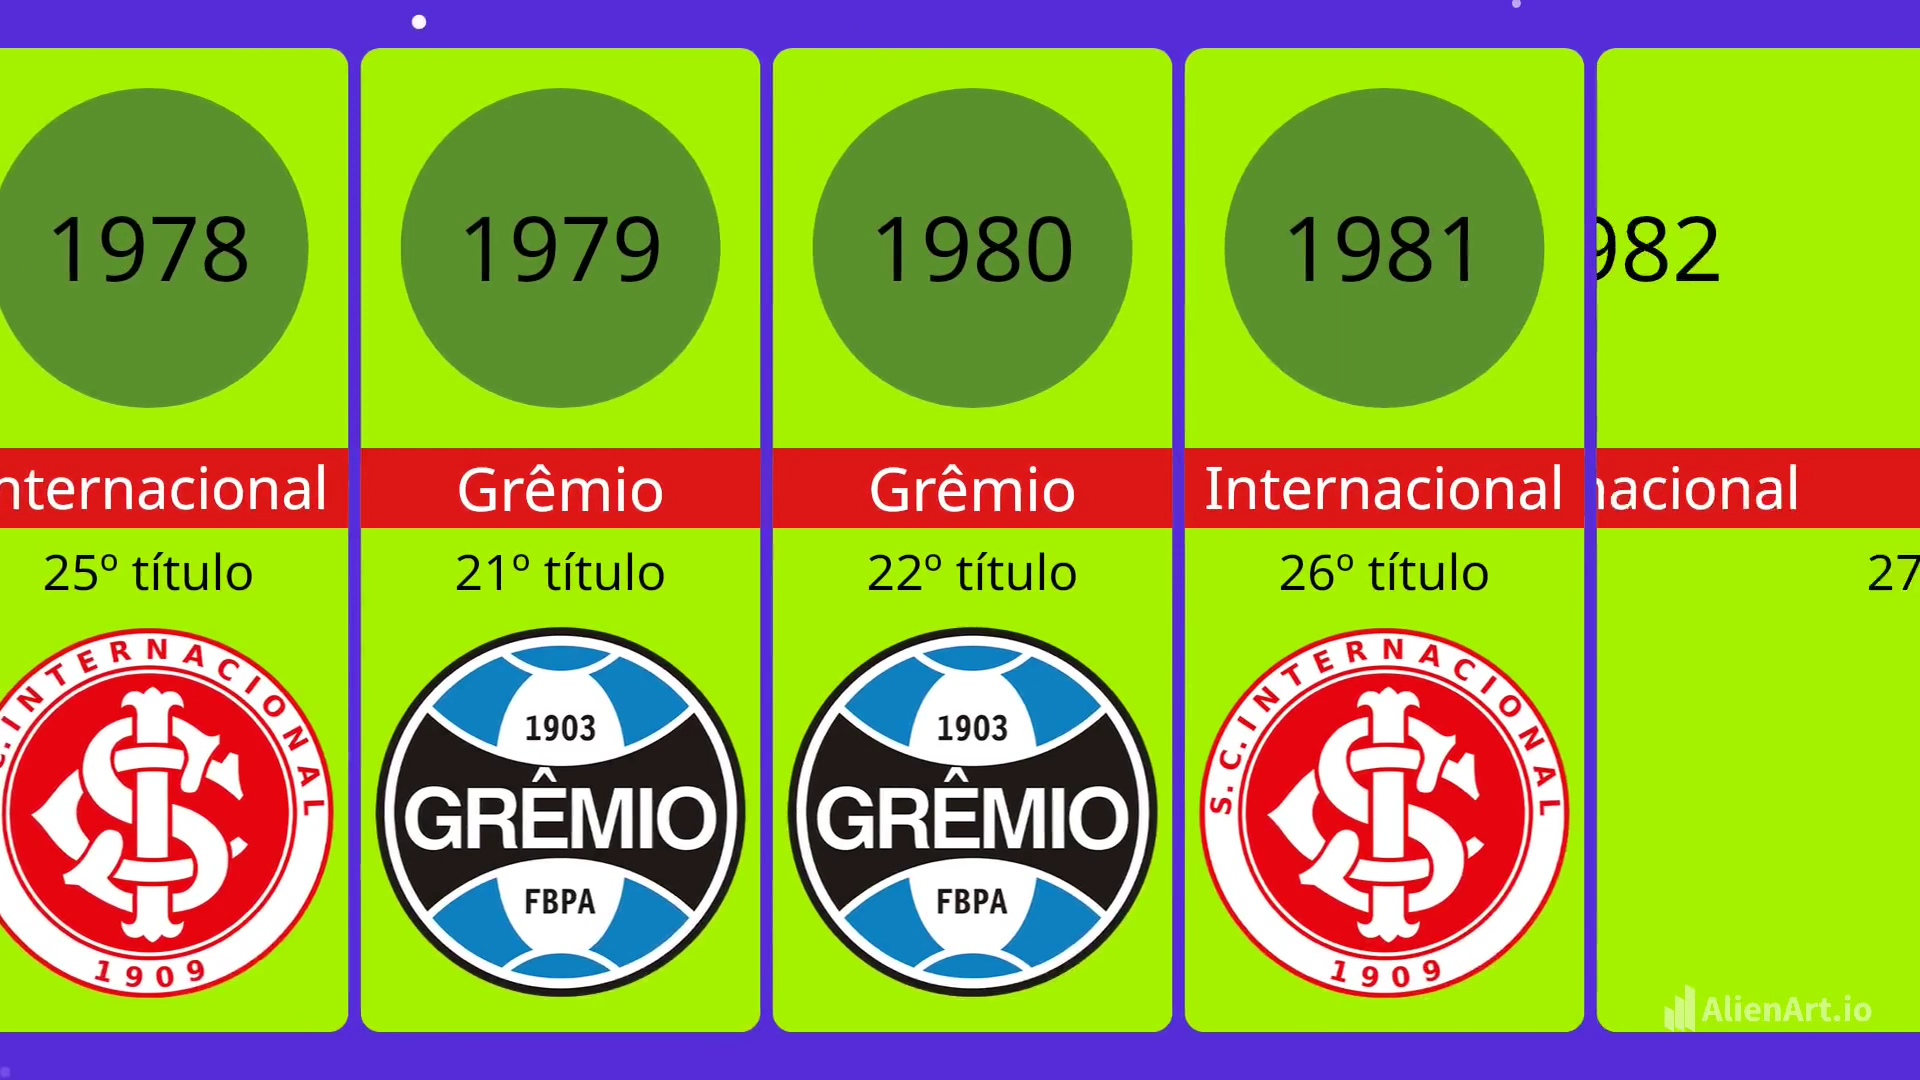 1978
nternacional
25º título
S.C. INTERNACIONAL
1909
1979
Grêmio
21º título
1903
GRÊMIO
FBPA
1980
Grêmio
22º título
1903
GRÊMIO
FBPA
1981
Internacional
26º título
S.C. INTERNACIONAL
1909
982
nacional
27
AlienArt.io